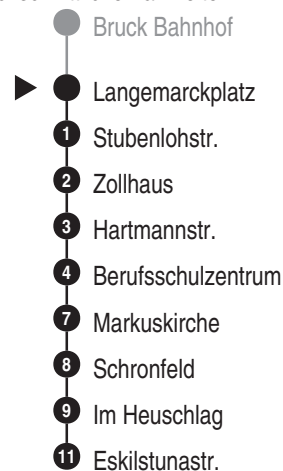 Bruck Bahnhof
Langemarckplatz
1 Stubenlohstr.
2 Zollhaus
3 Hartmannstr.
4 Berufsschulzentrum
7 Markuskirche
8 Schronfeld
9 Im Heuschlag
11 Eskilstunastr.